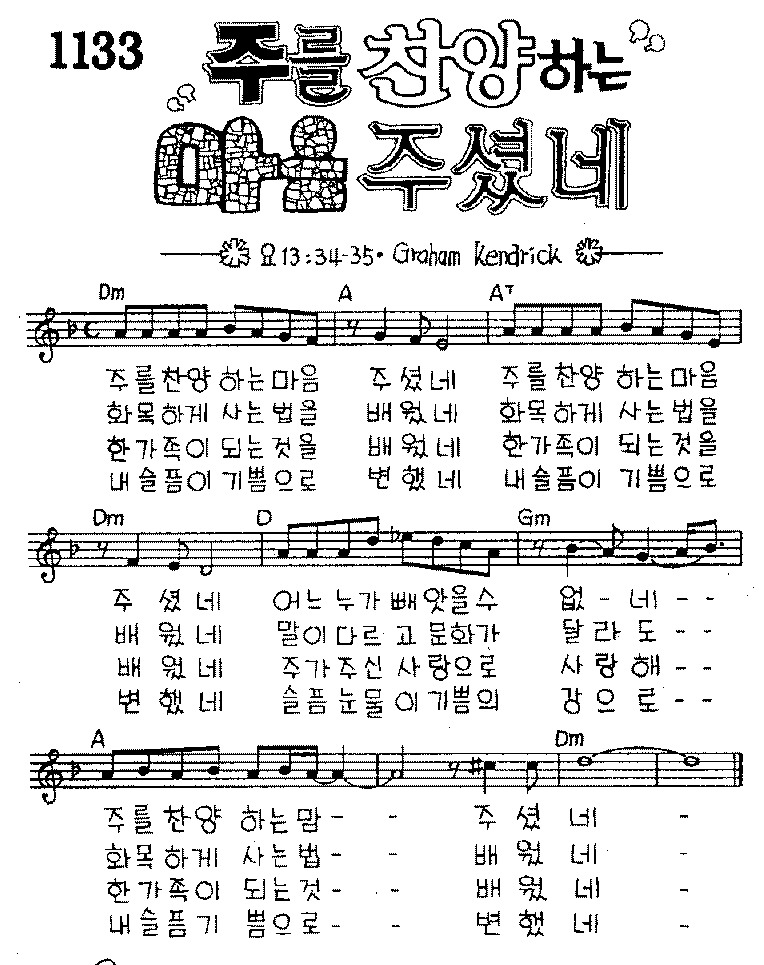 1133 주를 찬양하는
마음 주셨네
요13:34-35• Graham Kendrick
Dm A A7
주를찬양 하는마음 주셨네 주를찬양 하는마음
화목하게 사는법을 배웠네 화목하게 사는법을
한가족이 되는것을 배웠네 한가족이 되는것을
내슬픔이 기쁨으로 변했네 내슬픔이 기쁨으로
Dm D Gm
주셨네 어느누가 빼앗을수 없-네--
배웠네 말이다르고 문화가 달라도--
배웠네 주가주신 사랑으로 사랑해--
변했네 슬픔눈물이 기쁨의 강으로--
A Dm
주를찬양 하는맘-- 주셨네 -
화목하게 사는법-- 배웠네 -
한가족이 되는것-- 배웠네 -
내슬픔기 쁨으로-- 변했네 -